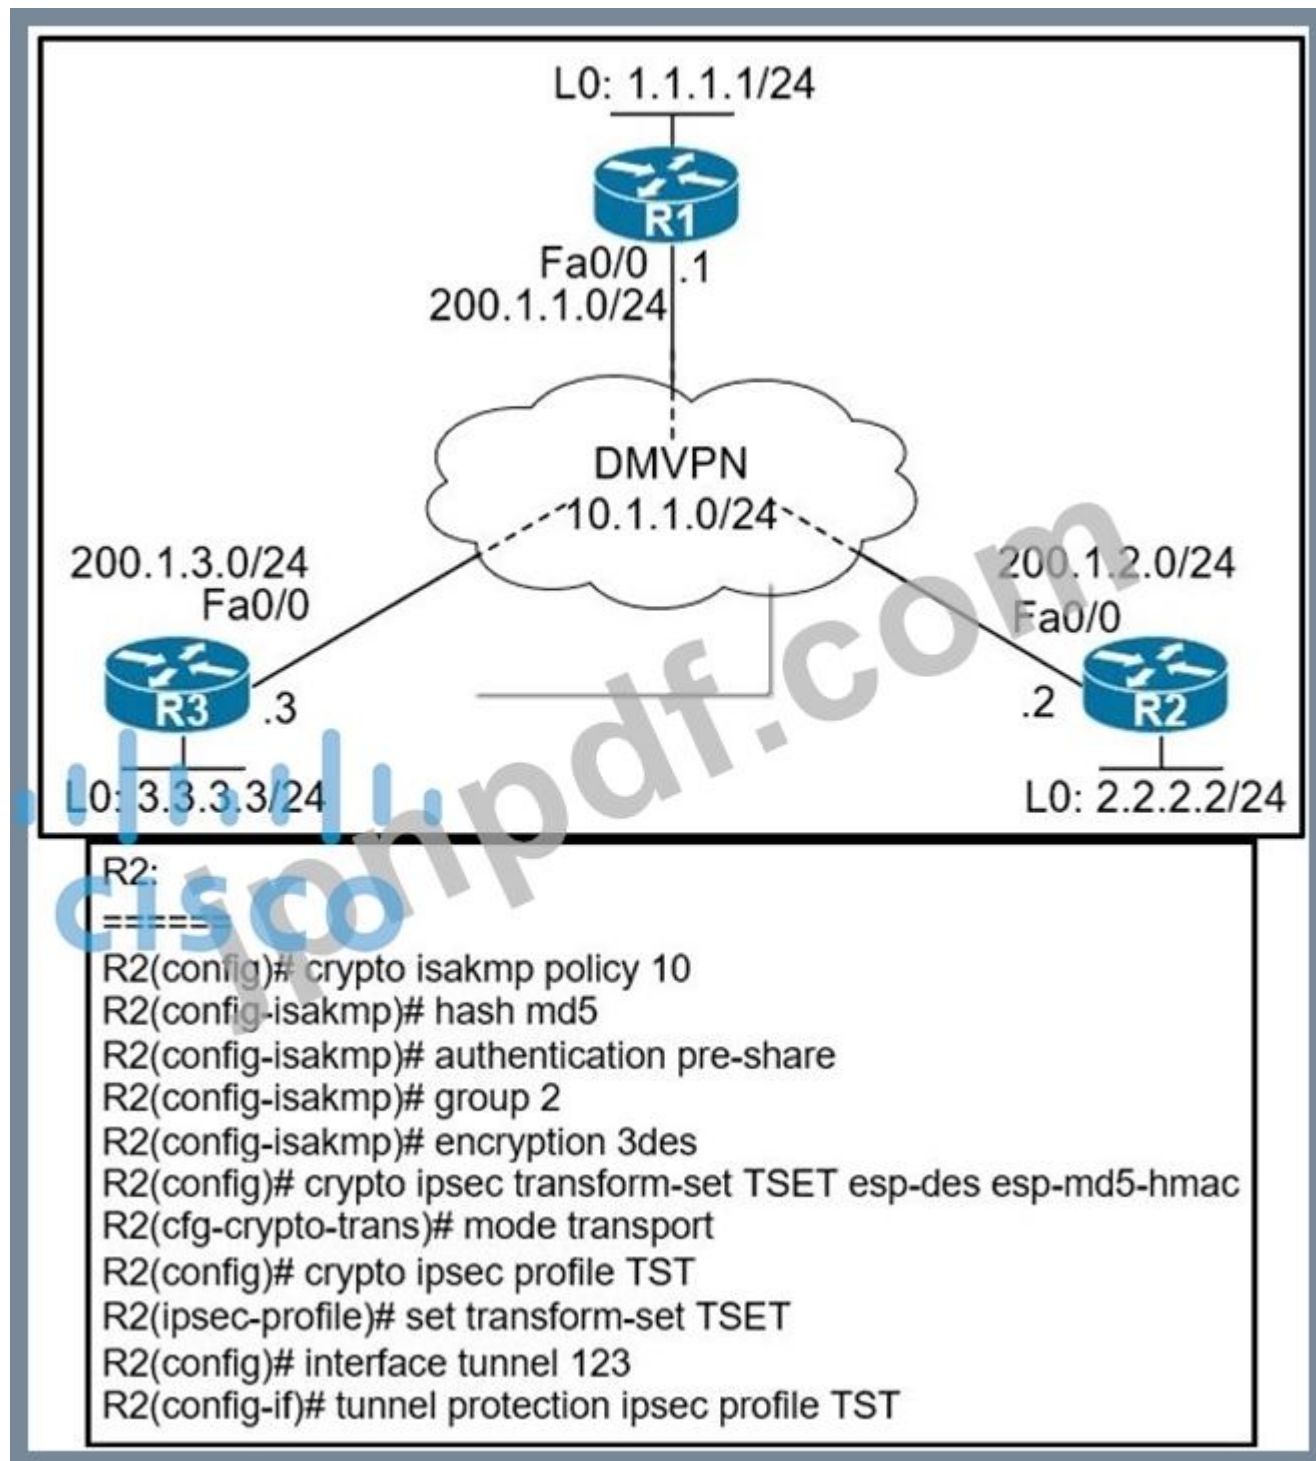 L0: 1.1.1.1/24
R1
Fa0/0 .1
200.1.1.0/24
DMVPN
10.1.1.0/24
200.1.3.0/24
Fa0/0
200.1.2.0/24
Fa0/0
R3 .3
.2 R2
L0: 3.3.3.3/24
L0: 2.2.2.2/24
jpnpdf.com
cisco
R2:
======
R2(config)# crypto isakmp policy 10
R2(config-isakmp)# hash md5
R2(config-isakmp)# authentication pre-share
R2(config-isakmp)# group 2
R2(config-isakmp)# encryption 3des
R2(config)# crypto ipsec transform-set TSET esp-des esp-md5-hmac
R2(cfg-crypto-trans)# mode transport
R2(config)# crypto ipsec profile TST
R2(ipsec-profile)# set transform-set TSET
R2(config)# interface tunnel 123
R2(config-if)# tunnel protection ipsec profile TST